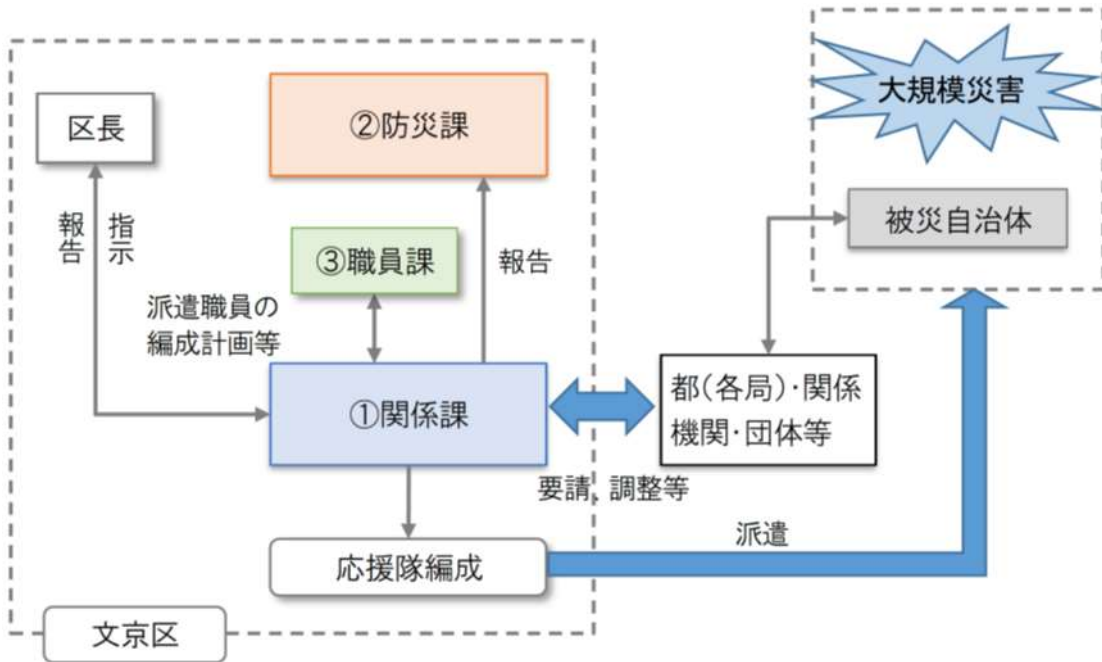 大規模災害
区長
②防災課
被災自治体
報告
指示
③職員課
報告
派遣職員の
編成計画等
①関係課
都(各局)・関係
機関・団体等
要請、調整等
派遣
応援隊編成
文京区